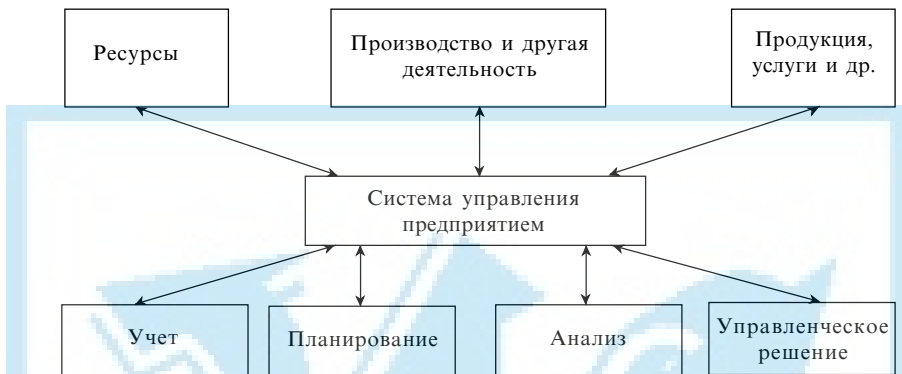 Ресурсы
Производство и другая
деятельность
Продукция,
услуги и др.
Система управления
предприятием
Учет
Планирование
Анализ
Управленческое
решение